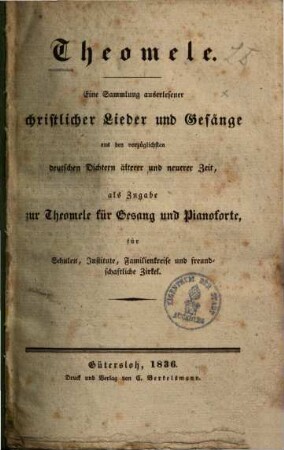 Theomele.
Eine Sammlung auserlesener
christlicher Lieder und Gesänge
aus den vorzüglichsten
deutschen Dichtern älterer und neuerer Zeit,
als Zugabe
zur Theomele für Gesang und Pianoforte,
für
Schulen, Institute, Familienkreise und freund-
schaftliche Zirkel.
Gütersloh, 1836.
Druck und Verlag von C. Bertelsmann.